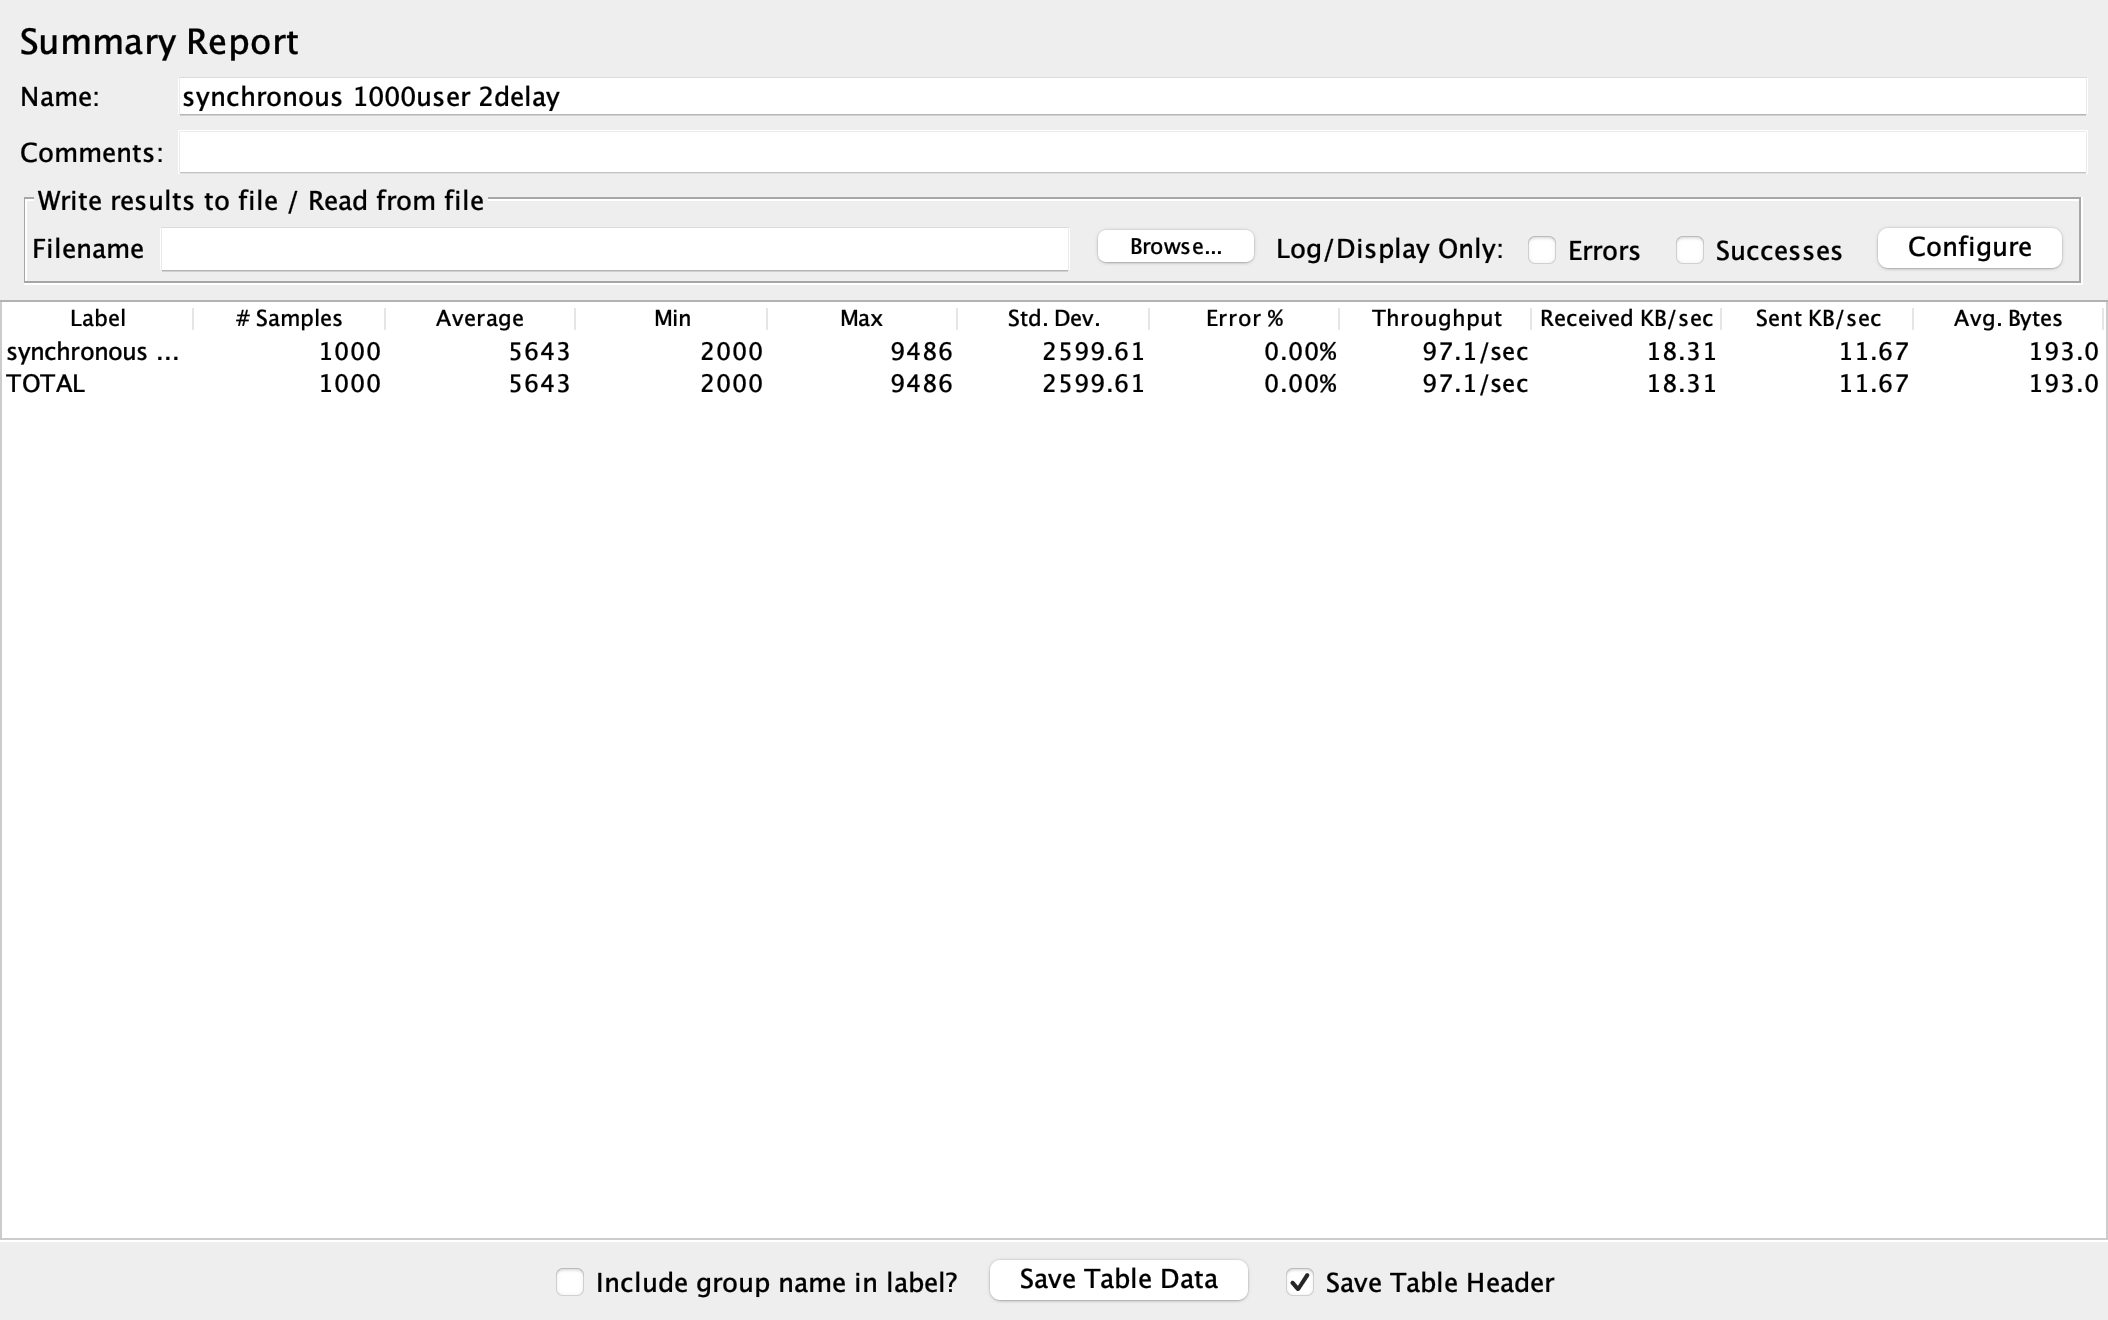 Summary Report
Name: synchronous 1000user 2delay
Comments:
Write results to file / Read from file
Filename Browse... Log/Display Only: Errors Successes Configure
Label # Samples Average Min Max Std. Dev. Error % Throughput Received KB/sec Sent KB/sec Avg. Bytes
synchronous ... 1000 5643 2000 9486 2599.61 0.00% 97.1/sec 18.31 11.67 193.0
TOTAL 1000 5643 2000 9486 2599.61 0.00% 97.1/sec 18.31 11.67 193.0
Include group name in label? Save Table Data Save Table Header